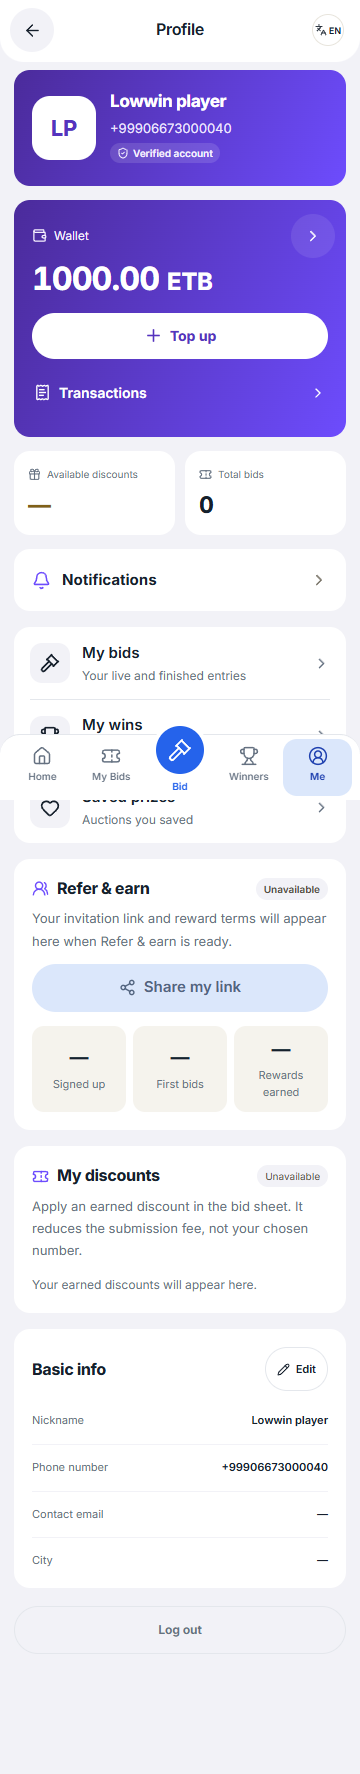 Profile
EN
LP
Lowwin player
+99906673000040
Verified account
Wallet
1000.00 ETB
Top up
Transactions
Available discounts
—
Total bids
0
Notifications
My bids
Your live and finished entries
My wins
Home
My Bids
Bid
Winners
Me
Saved prizes
Auctions you saved
Refer & earn
Unavailable
Your invitation link and reward terms will appear
here when Refer & earn is ready.
Share my link
—
Signed up
—
First bids
—
Rewards
earned
My discounts
Unavailable
Apply an earned discount in the bid sheet. It
reduces the submission fee, not your chosen
number.
Your earned discounts will appear here.
Basic info
Edit
Nickname
Lowwin player
Phone number
+99906673000040
Contact email
—
City
—
Log out